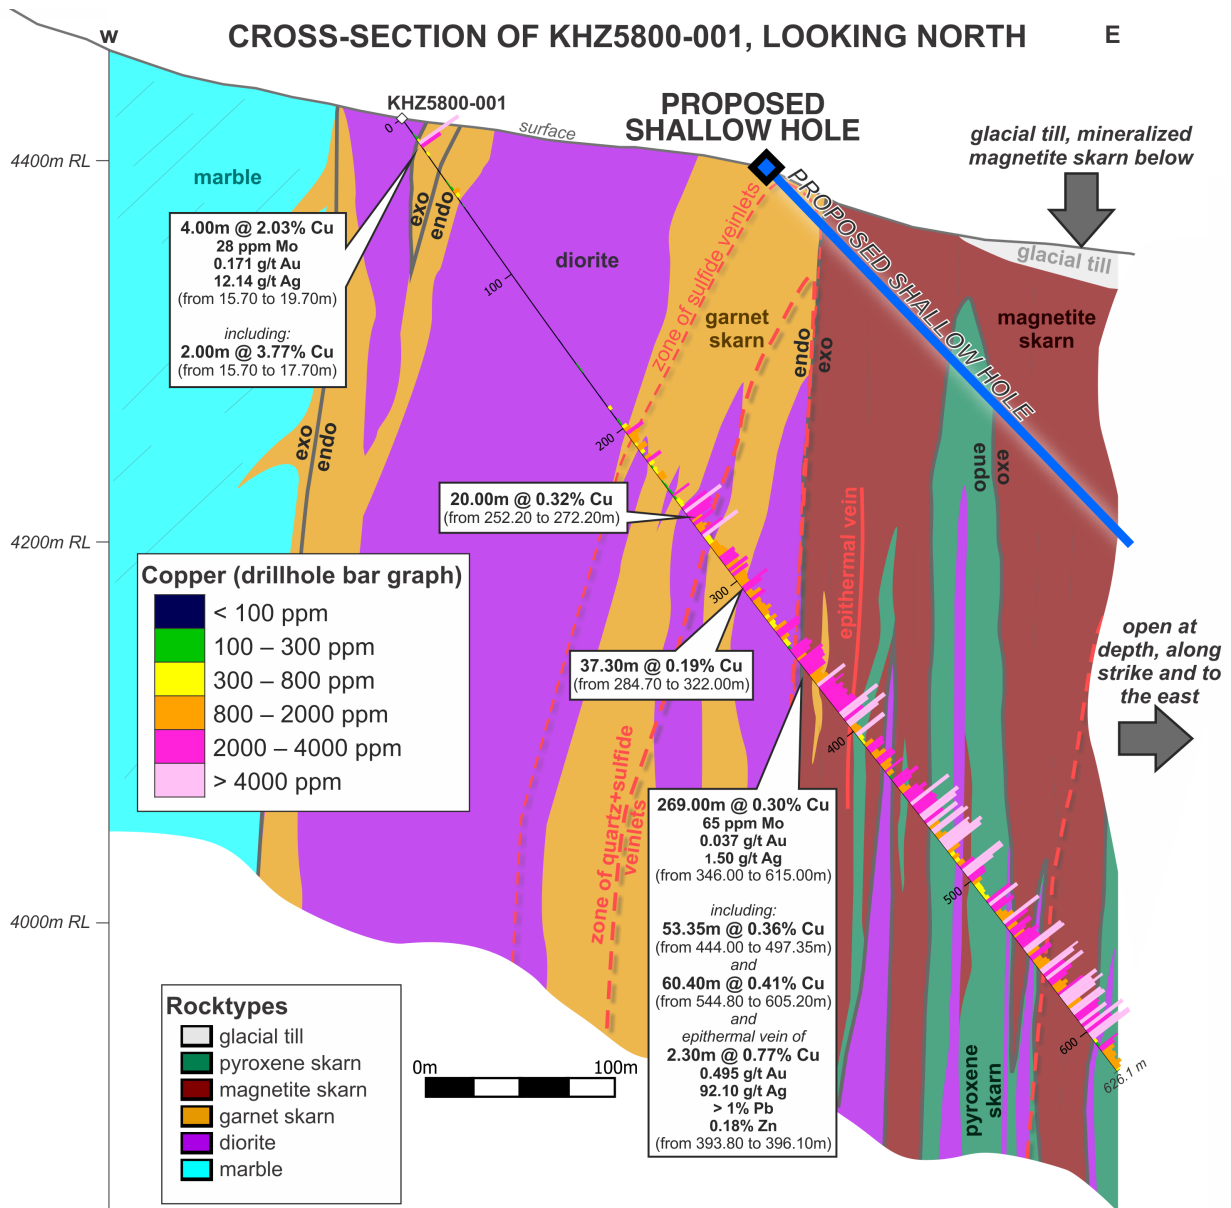 W
CROSS-SECTION OF KHZ5800-001, LOOKING NORTH
E
KHZ5800-001
0
surface
PROPOSED
SHALLOW HOLE
glacial till, mineralized
magnetite skarn below
4400m RL
marble
PROPOSED SHALLOW HOLE
glacial till
4.00m @ 2.03% Cu
28 ppm Mo
0.171 g/t Au
12.14 g/t Ag
(from 15.70 to 19.70m)
including:
2.00m @ 3.77% Cu
(from 15.70 to 17.70m)
exo
endo
diorite
100
zone of sulfide veinlets
garnet
skarn
endo
exo
magnetite
skarn
exo
endo
200
endo
exo
20.00m @ 0.32% Cu
(from 252.20 to 272.20m)
epithermal vein
4200m RL
Copper (drillhole bar graph)
< 100 ppm
100 – 300 ppm
300 – 800 ppm
800 – 2000 ppm
2000 – 4000 ppm
> 4000 ppm
300
37.30m @ 0.19% Cu
(from 284.70 to 322.00m)
open at
depth, along
strike and to
the east
400
zone of quartz+sulfide
veinlets
269.00m @ 0.30% Cu
65 ppm Mo
0.037 g/t Au
1.50 g/t Ag
(from 346.00 to 615.00m)
including:
53.35m @ 0.36% Cu
(from 444.00 to 497.35m)
and
60.40m @ 0.41% Cu
(from 544.80 to 605.20m)
and
epithermal vein of
2.30m @ 0.77% Cu
0.495 g/t Au
92.10 g/t Ag
> 1% Pb
0.18% Zn
(from 393.80 to 396.10m)
500
4000m RL
600
626.1 m
pyroxene
skarn
Rocktypes
glacial till
pyroxene skarn
magnetite skarn
garnet skarn
diorite
marble
0m
100m